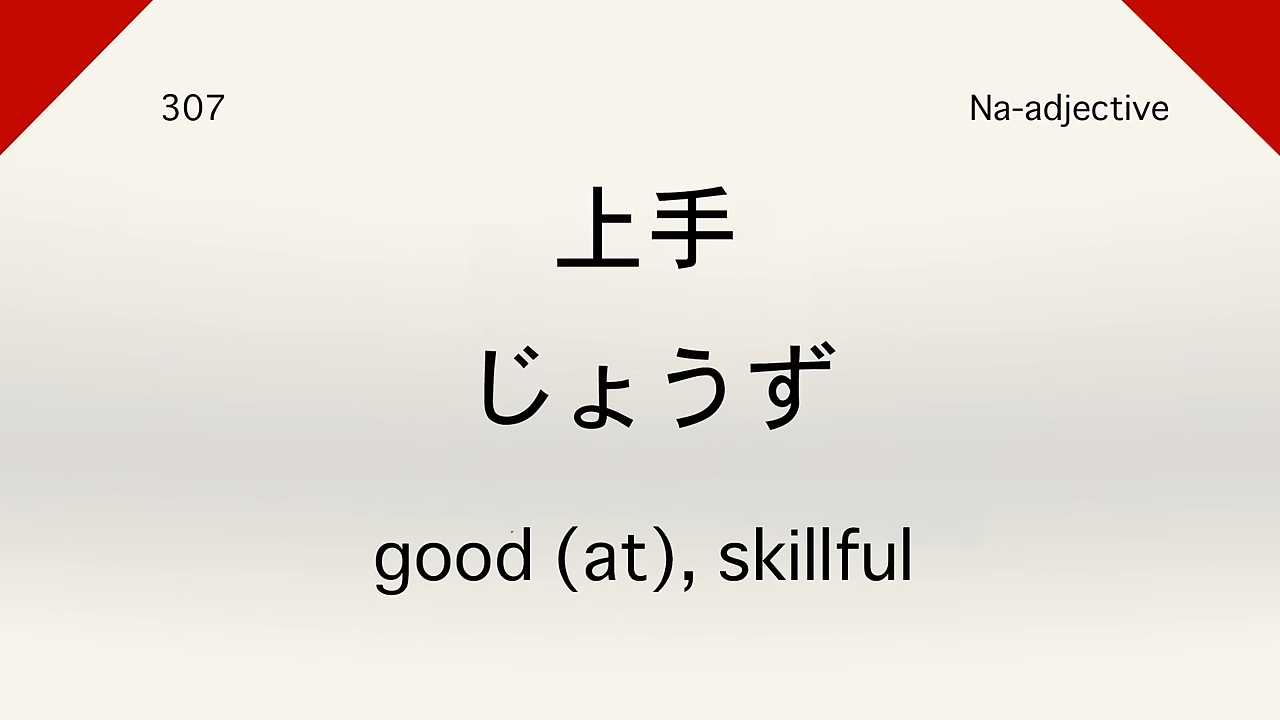 307
Na-adjective
上手
じょうず
good (at), skillful